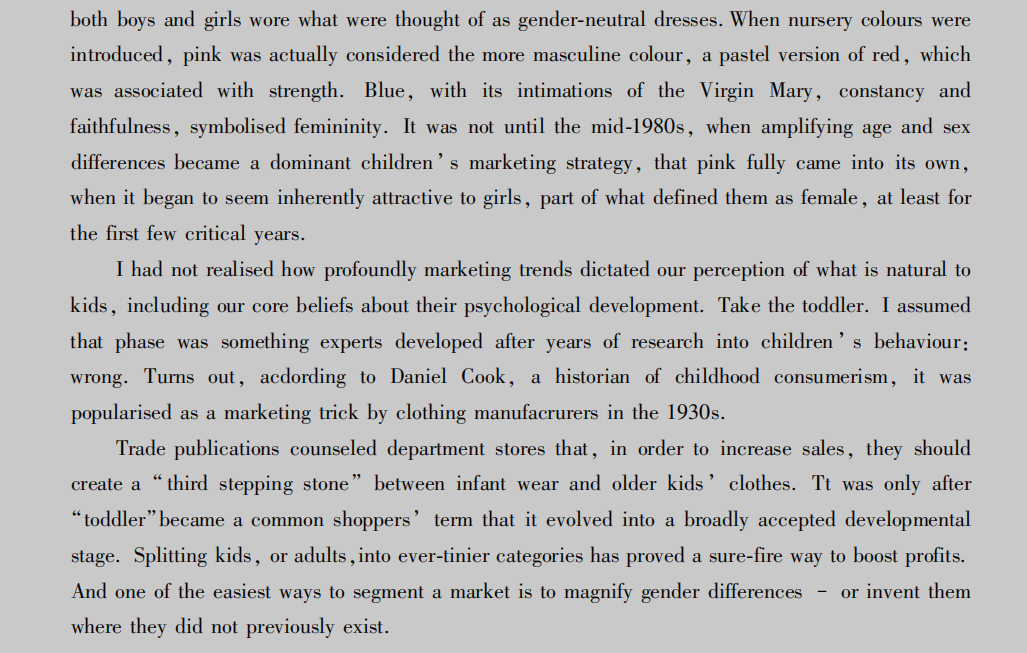 both boys and girls wore what were thought of as gender-neutral dresses. When nursery colours were
introduced, pink was actually considered the more masculine colour, a pastel version of red, which
was associated with strength. Blue, with its intimations of the Virgin Mary, constancy and
faithfulness, symbolised femininity. It was not until the mid-1980s, when amplifying age and sex
differences became a dominant children's marketing strategy, that pink fully came into its own,
when it began to seem inherently attractive to girls, part of what defined them as female, at least for
the first few critical years.
I had not realised how profoundly marketing trends dictated our perception of what is natural to
kids, including our core beliefs about their psychological development. Take the toddler. I assumed
that phase was something experts developed after years of research into children's behaviour:
wrong. Turns out, acdording to Daniel Cook, a historian of childhood consumerism, it was
popularised as a marketing trick by clothing manufacrurers in the 1930s.
Trade publications counseled department stores that, in order to increase sales, they should
create a "third stepping stone" between infant wear and older kids' clothes. Tt was only after
"toddler"became a common shoppers' term that it evolved into a broadly accepted developmental
stage. Splitting kids, or adults,into ever-tinier categories has proved a sure-fire way to boost profits.
And one of the easiest ways to segment a market is to magnify gender differences – or invent them
where they did not previously exist.